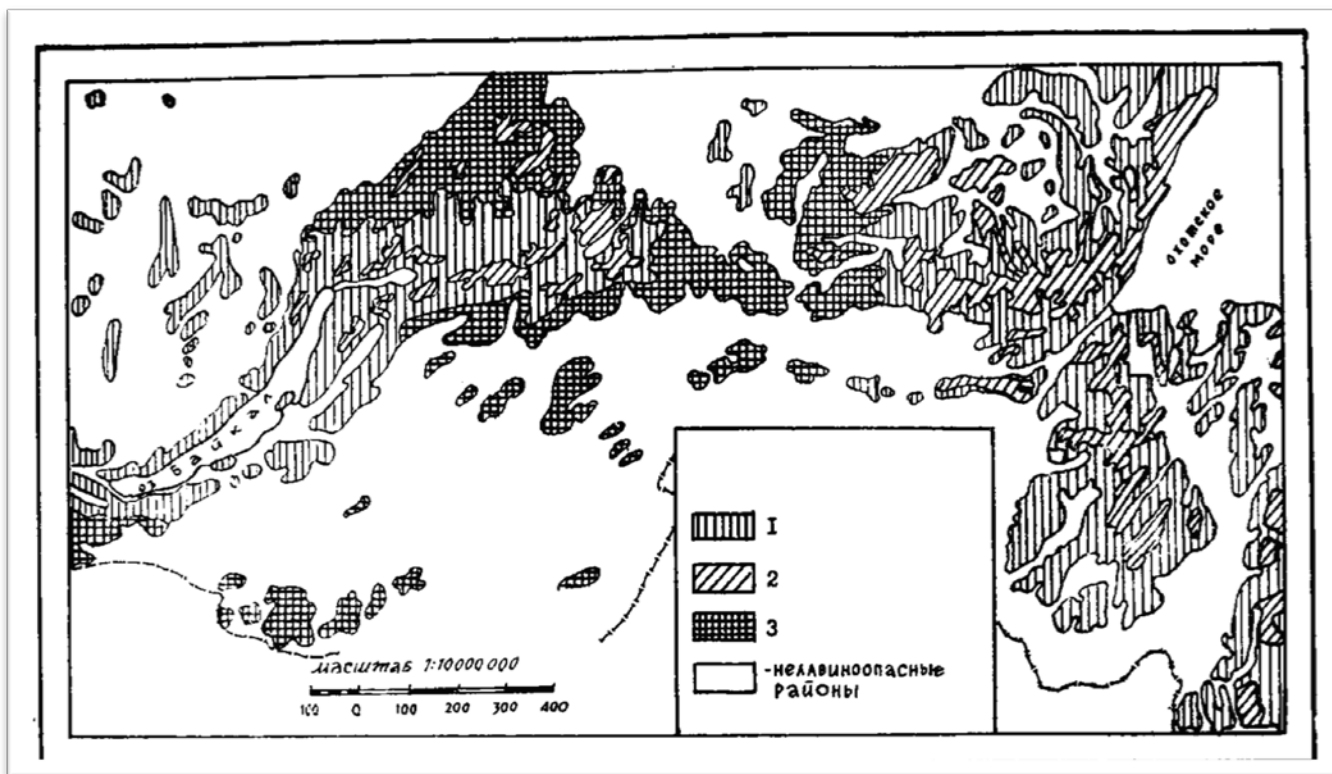 охотское
море
оз байкал
I
2
3
-нелавиноопасные
районы
масштаб 1:10000000
100 0 100 200 300 400